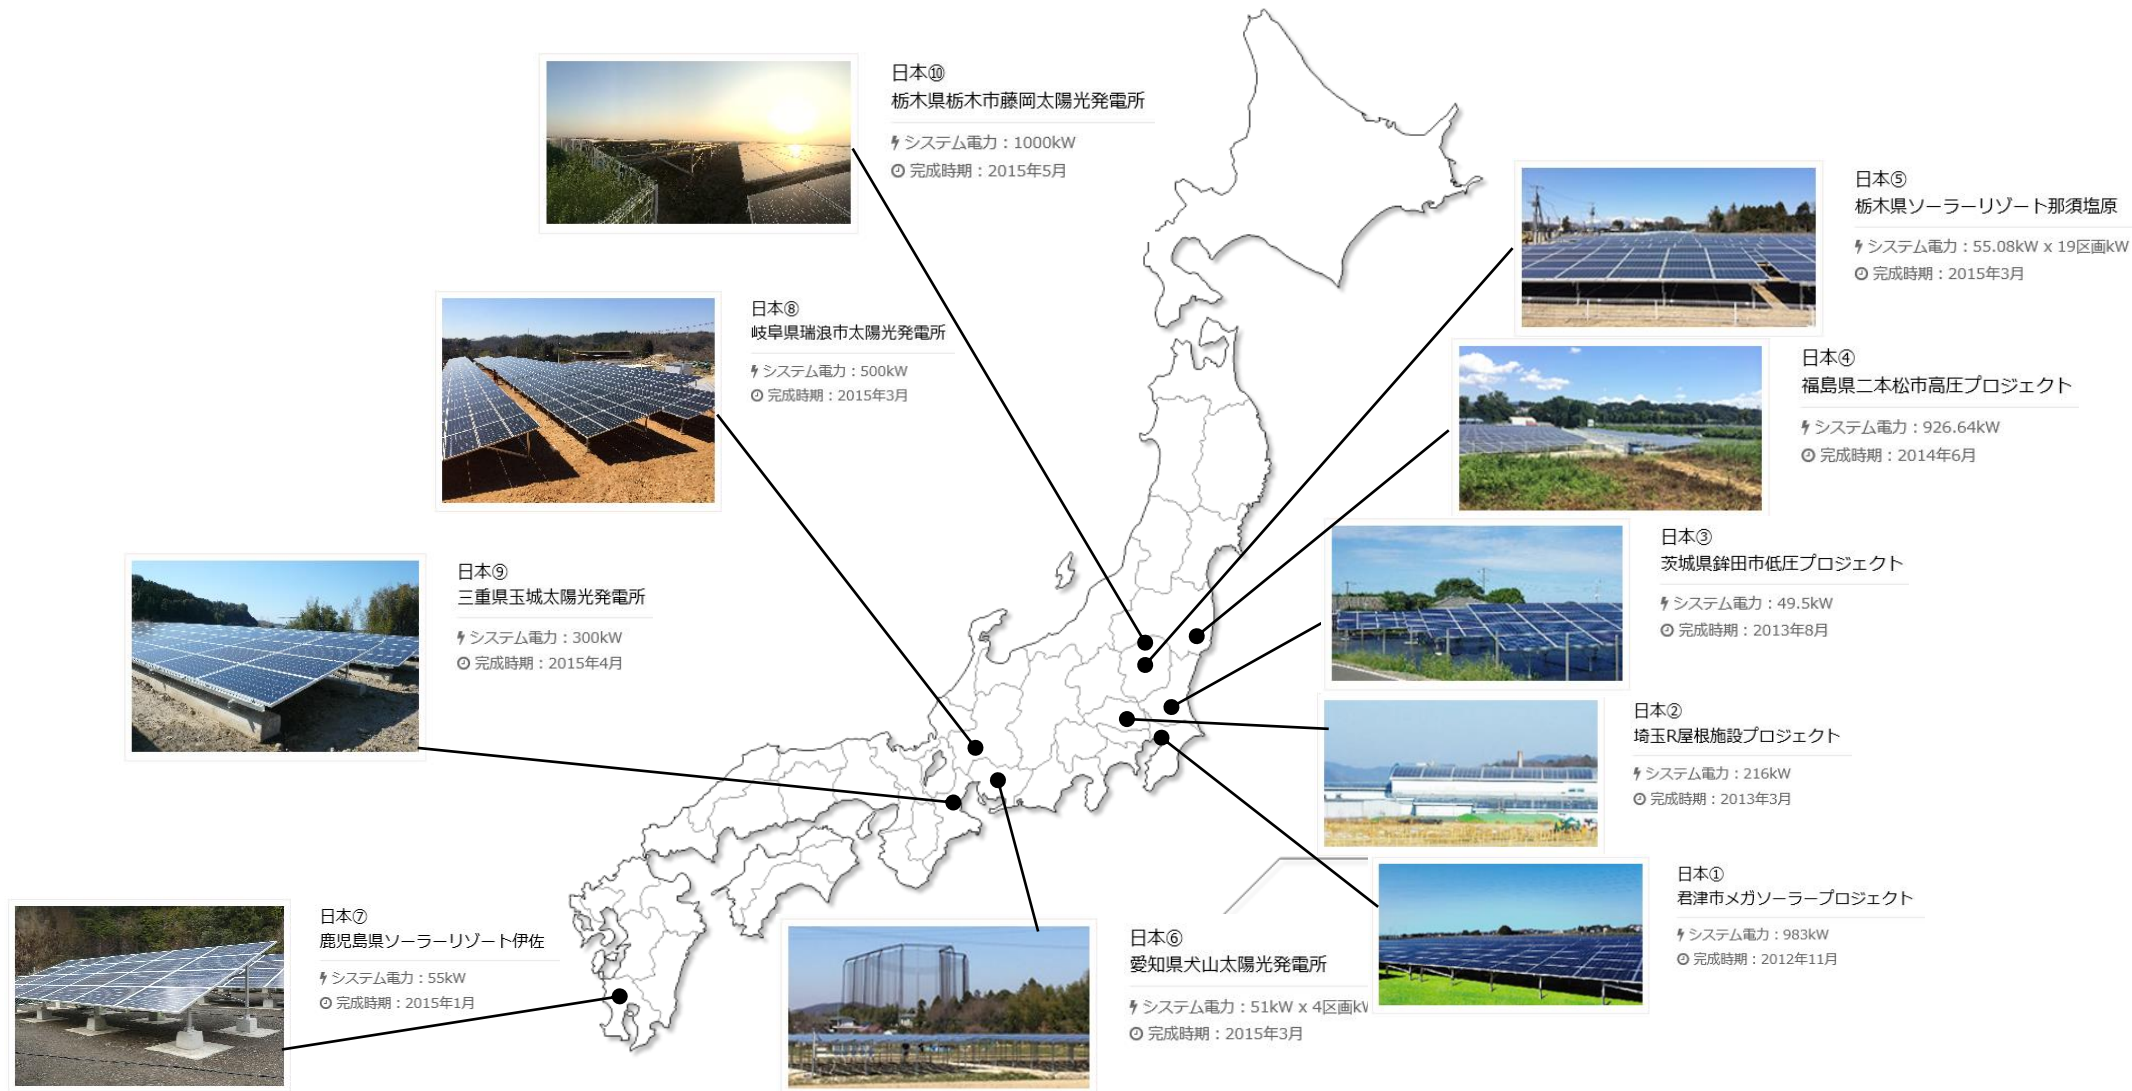 日本⑩
栃木県栃木市藤岡太陽光発電所
システム電力：1000kW
完成時期：2015年5月
日本⑤
栃木県ソーラーリゾート那須塩原
システム電力：55.08kW x 19区画kW
完成時期：2015年3月
日本⑧
岐阜県瑞浪市太陽光発電所
システム電力：500kW
完成時期：2015年3月
日本④
福島県二本松市高圧プロジェクト
システム電力：926.64kW
完成時期：2014年6月
日本⑨
三重県玉城太陽光発電所
システム電力：300kW
完成時期：2015年4月
日本③
茨城県鉾田市低圧プロジェクト
システム電力：49.5kW
完成時期：2013年8月
日本②
埼玉R屋根施設プロジェクト
システム電力：216kW
完成時期：2013年3月
日本①
君津市メガソーラープロジェクト
システム電力：983kW
完成時期：2012年11月
日本⑦
鹿児島県ソーラーリゾート伊佐
システム電力：55kW
完成時期：2015年1月
日本⑥
愛知県犬山太陽光発電所
システム電力：51kW x 4区画kW
完成時期：2015年3月